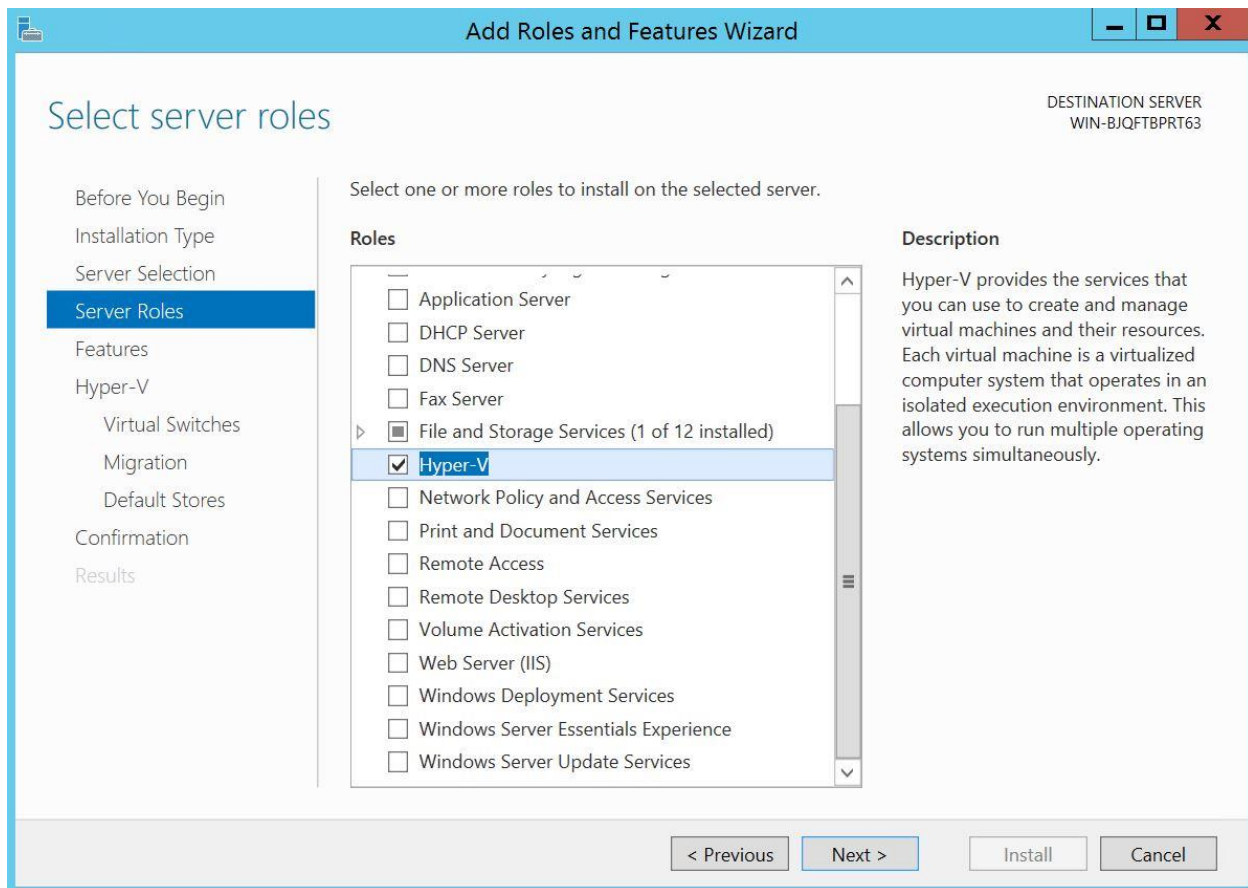 Add Roles and Features Wizard
Select server roles
DESTINATION SERVER
WIN-BJQFTBPRT63
Before You Begin
Installation Type
Server Selection
Server Roles
Features
Hyper-V
Virtual Switches
Migration
Default Stores
Confirmation
Results
Select one or more roles to install on the selected server.
Roles
Application Server
DHCP Server
DNS Server
Fax Server
File and Storage Services (1 of 12 installed)
Hyper-V
Network Policy and Access Services
Print and Document Services
Remote Access
Remote Desktop Services
Volume Activation Services
Web Server (IIS)
Windows Deployment Services
Windows Server Essentials Experience
Windows Server Update Services
Description
Hyper-V provides the services that
you can use to create and manage
virtual machines and their resources.
Each virtual machine is a virtualized
computer system that operates in an
isolated execution environment. This
allows you to run multiple operating
systems simultaneously.
< Previous
Next >
Install
Cancel